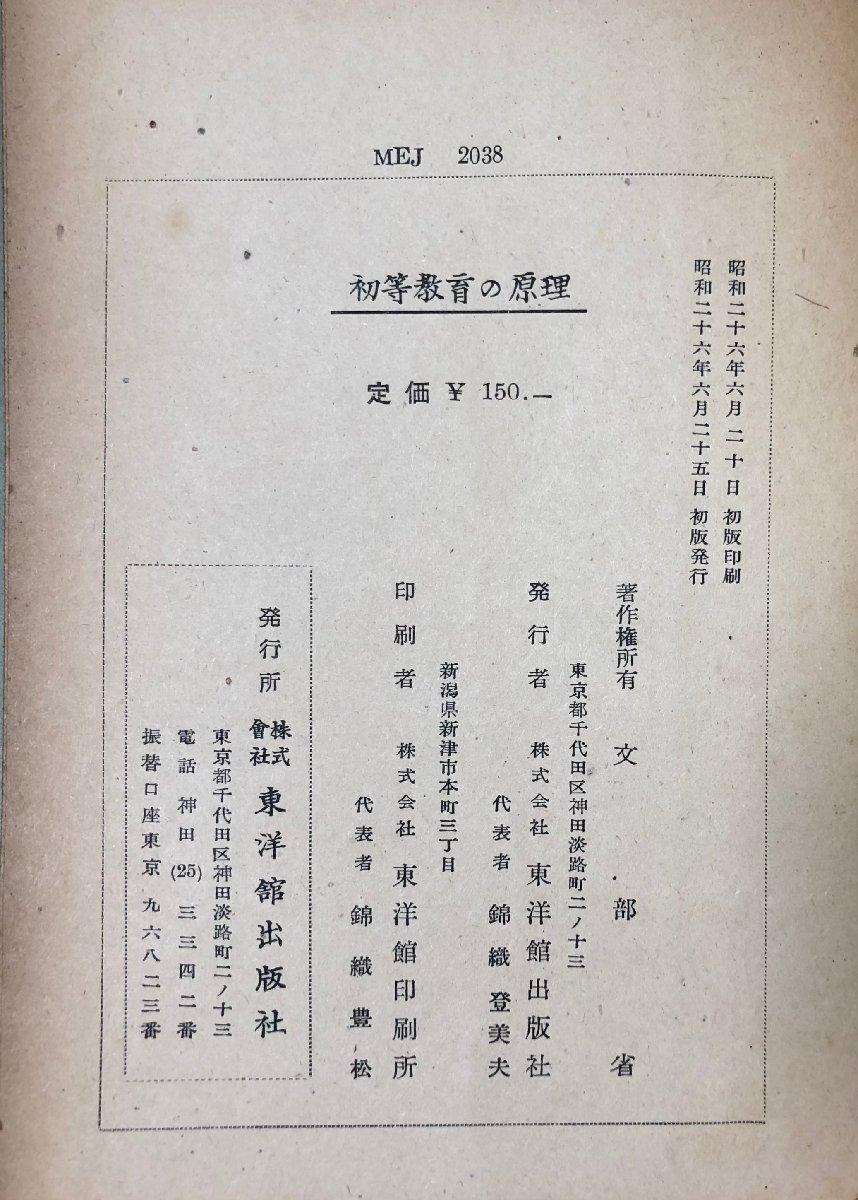 MEJ 2038
初等教育の原理
定価 ¥ 150.—
昭和二十六年六月二十日 初版印刷
昭和二十六年六月二十五日 初版発行
著作権所有 文部省
東京都千代田区神田淡路町二ノ十三
発行者 株式会社 東洋館出版社
代表者 錦織登美夫
新潟県新津市本町三丁目
印刷者 株式会社 東洋館印刷所
代表者 錦織豊松
発行所 株式會社 東洋舘出版社
東京都千代田区神田淡路町二ノ十三
電話 神田 (25) 三三四二番
振替口座東京 九六八二三番